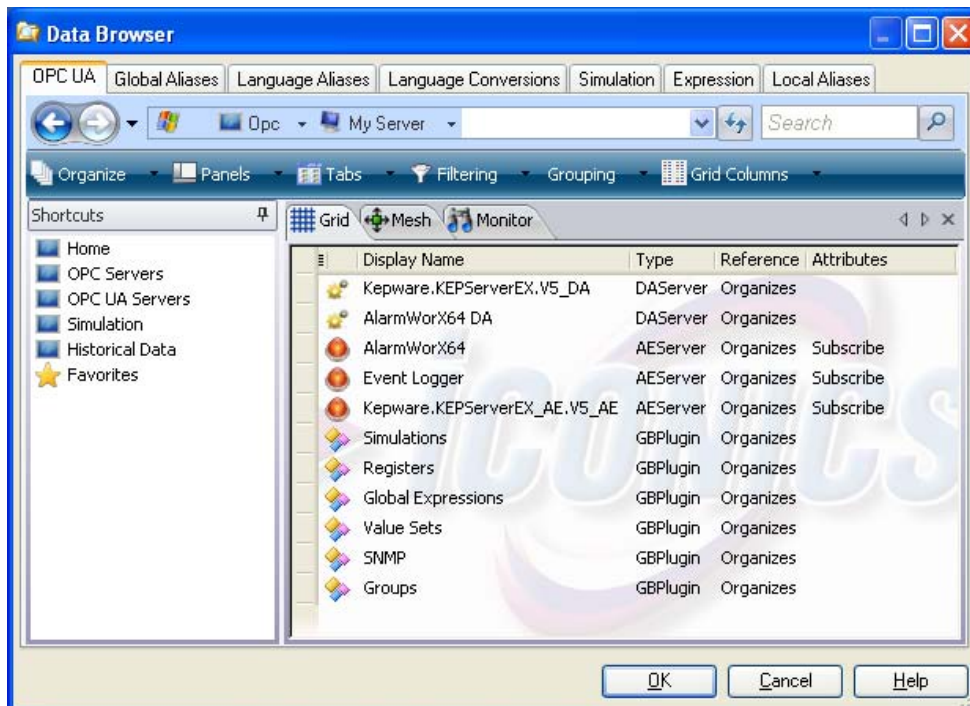 Data Browser
OPC UA
Global Aliases
Language Aliases
Language Conversions
Simulation
Expression
Local Aliases
Opc
My Server
Search
Organize
Panels
Tabs
Filtering
Grouping
Grid Columns
Shortcuts
Home
OPC Servers
OPC UA Servers
Simulation
Historical Data
Favorites
Grid
Mesh
Monitor
Display Name Type Reference Attributes
Kepware.KEPServerEX.V5_DA DAServer Organizes
AlarmWorX64 DA DAServer Organizes
AlarmWorX64 AEServer Organizes Subscribe
Event Logger AEServer Organizes Subscribe
Kepware.KEPServerEX_AE.V5_AE AEServer Organizes Subscribe
Simulations GBPlugin Organizes
Registers GBPlugin Organizes
Global Expressions GBPlugin Organizes
Value Sets GBPlugin Organizes
SNMP GBPlugin Organizes
Groups GBPlugin Organizes
iconics
OK
Cancel
Help